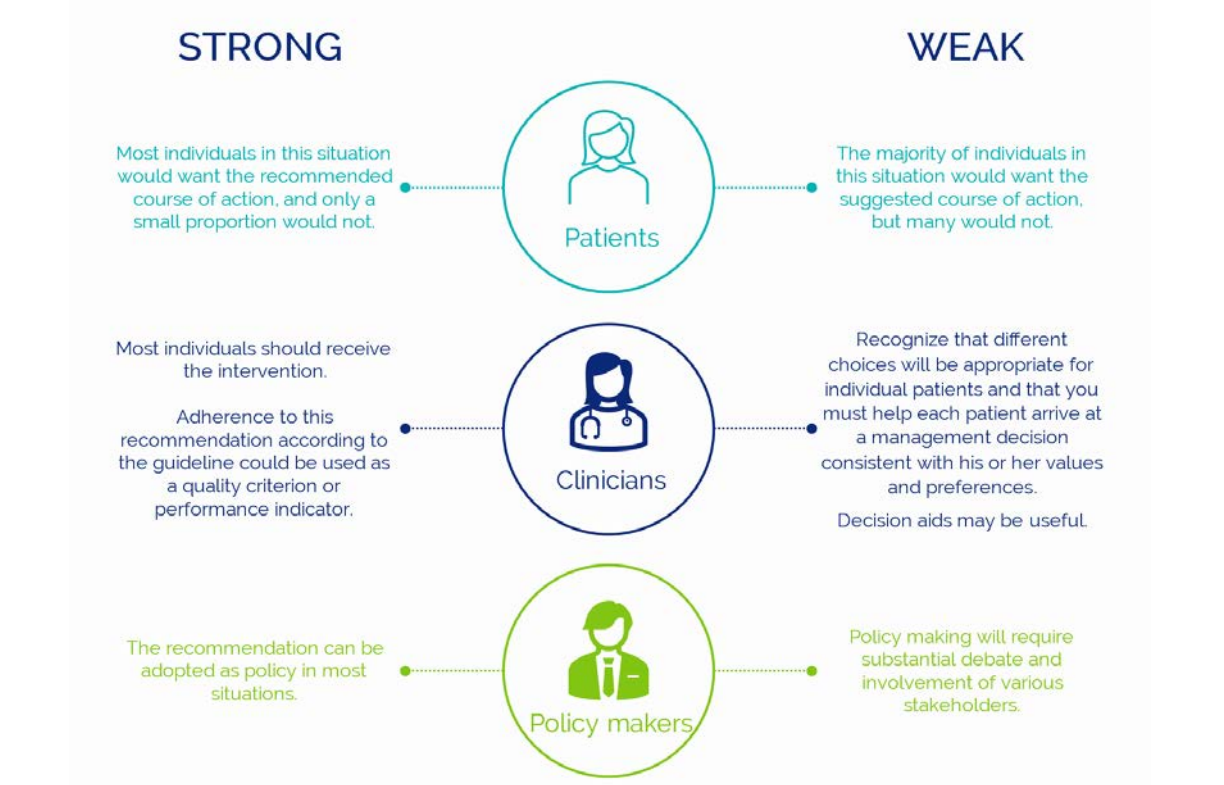 STRONG
WEAK
Most individuals in this situation
would want the recommended
course of action, and only a
small proportion would not.
Patients
The majority of individuals in
this situation would want the
suggested course of action,
but many would not.
Most individuals should receive
the intervention.
Adherence to this
recommendation according to
the guideline could be used as
a quality criterion or
performance indicator.
Clinicians
Recognize that different
choices will be appropriate for
individual patients and that you
must help each patient arrive at
a management decision
consistent with his or her values
and preferences.
Decision aids may be useful.
The recommendation can be
adopted as policy in most
situations.
Policy makers
Policy making will require
substantial debate and
involvement of various
stakeholders.